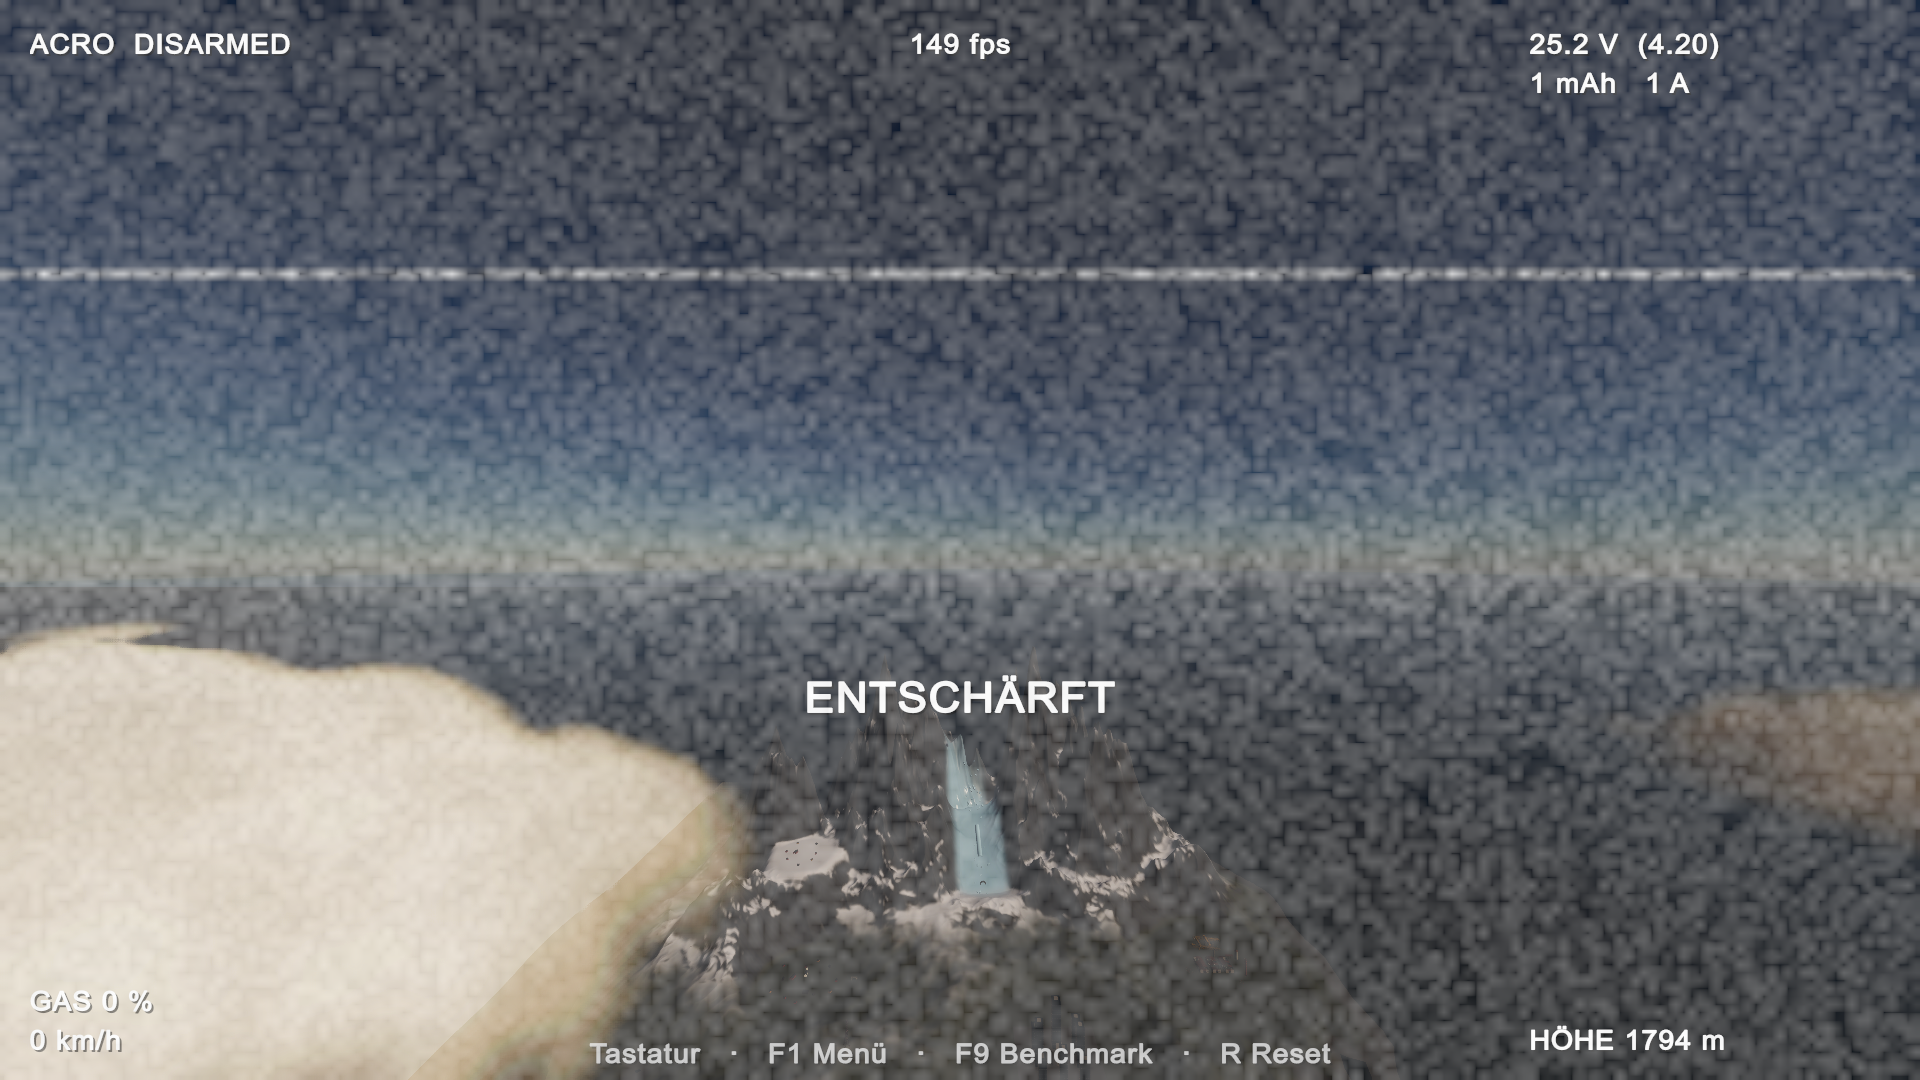 ACRO  DISARMED
149 fps
25.2 V  (4.20)
1 mAh   1 A
ENTSCHÄRFT
GAS 0 %
0 km/h
HÖHE 1794 m
Tastatur · F1 Menü · F9 Benchmark · R Reset